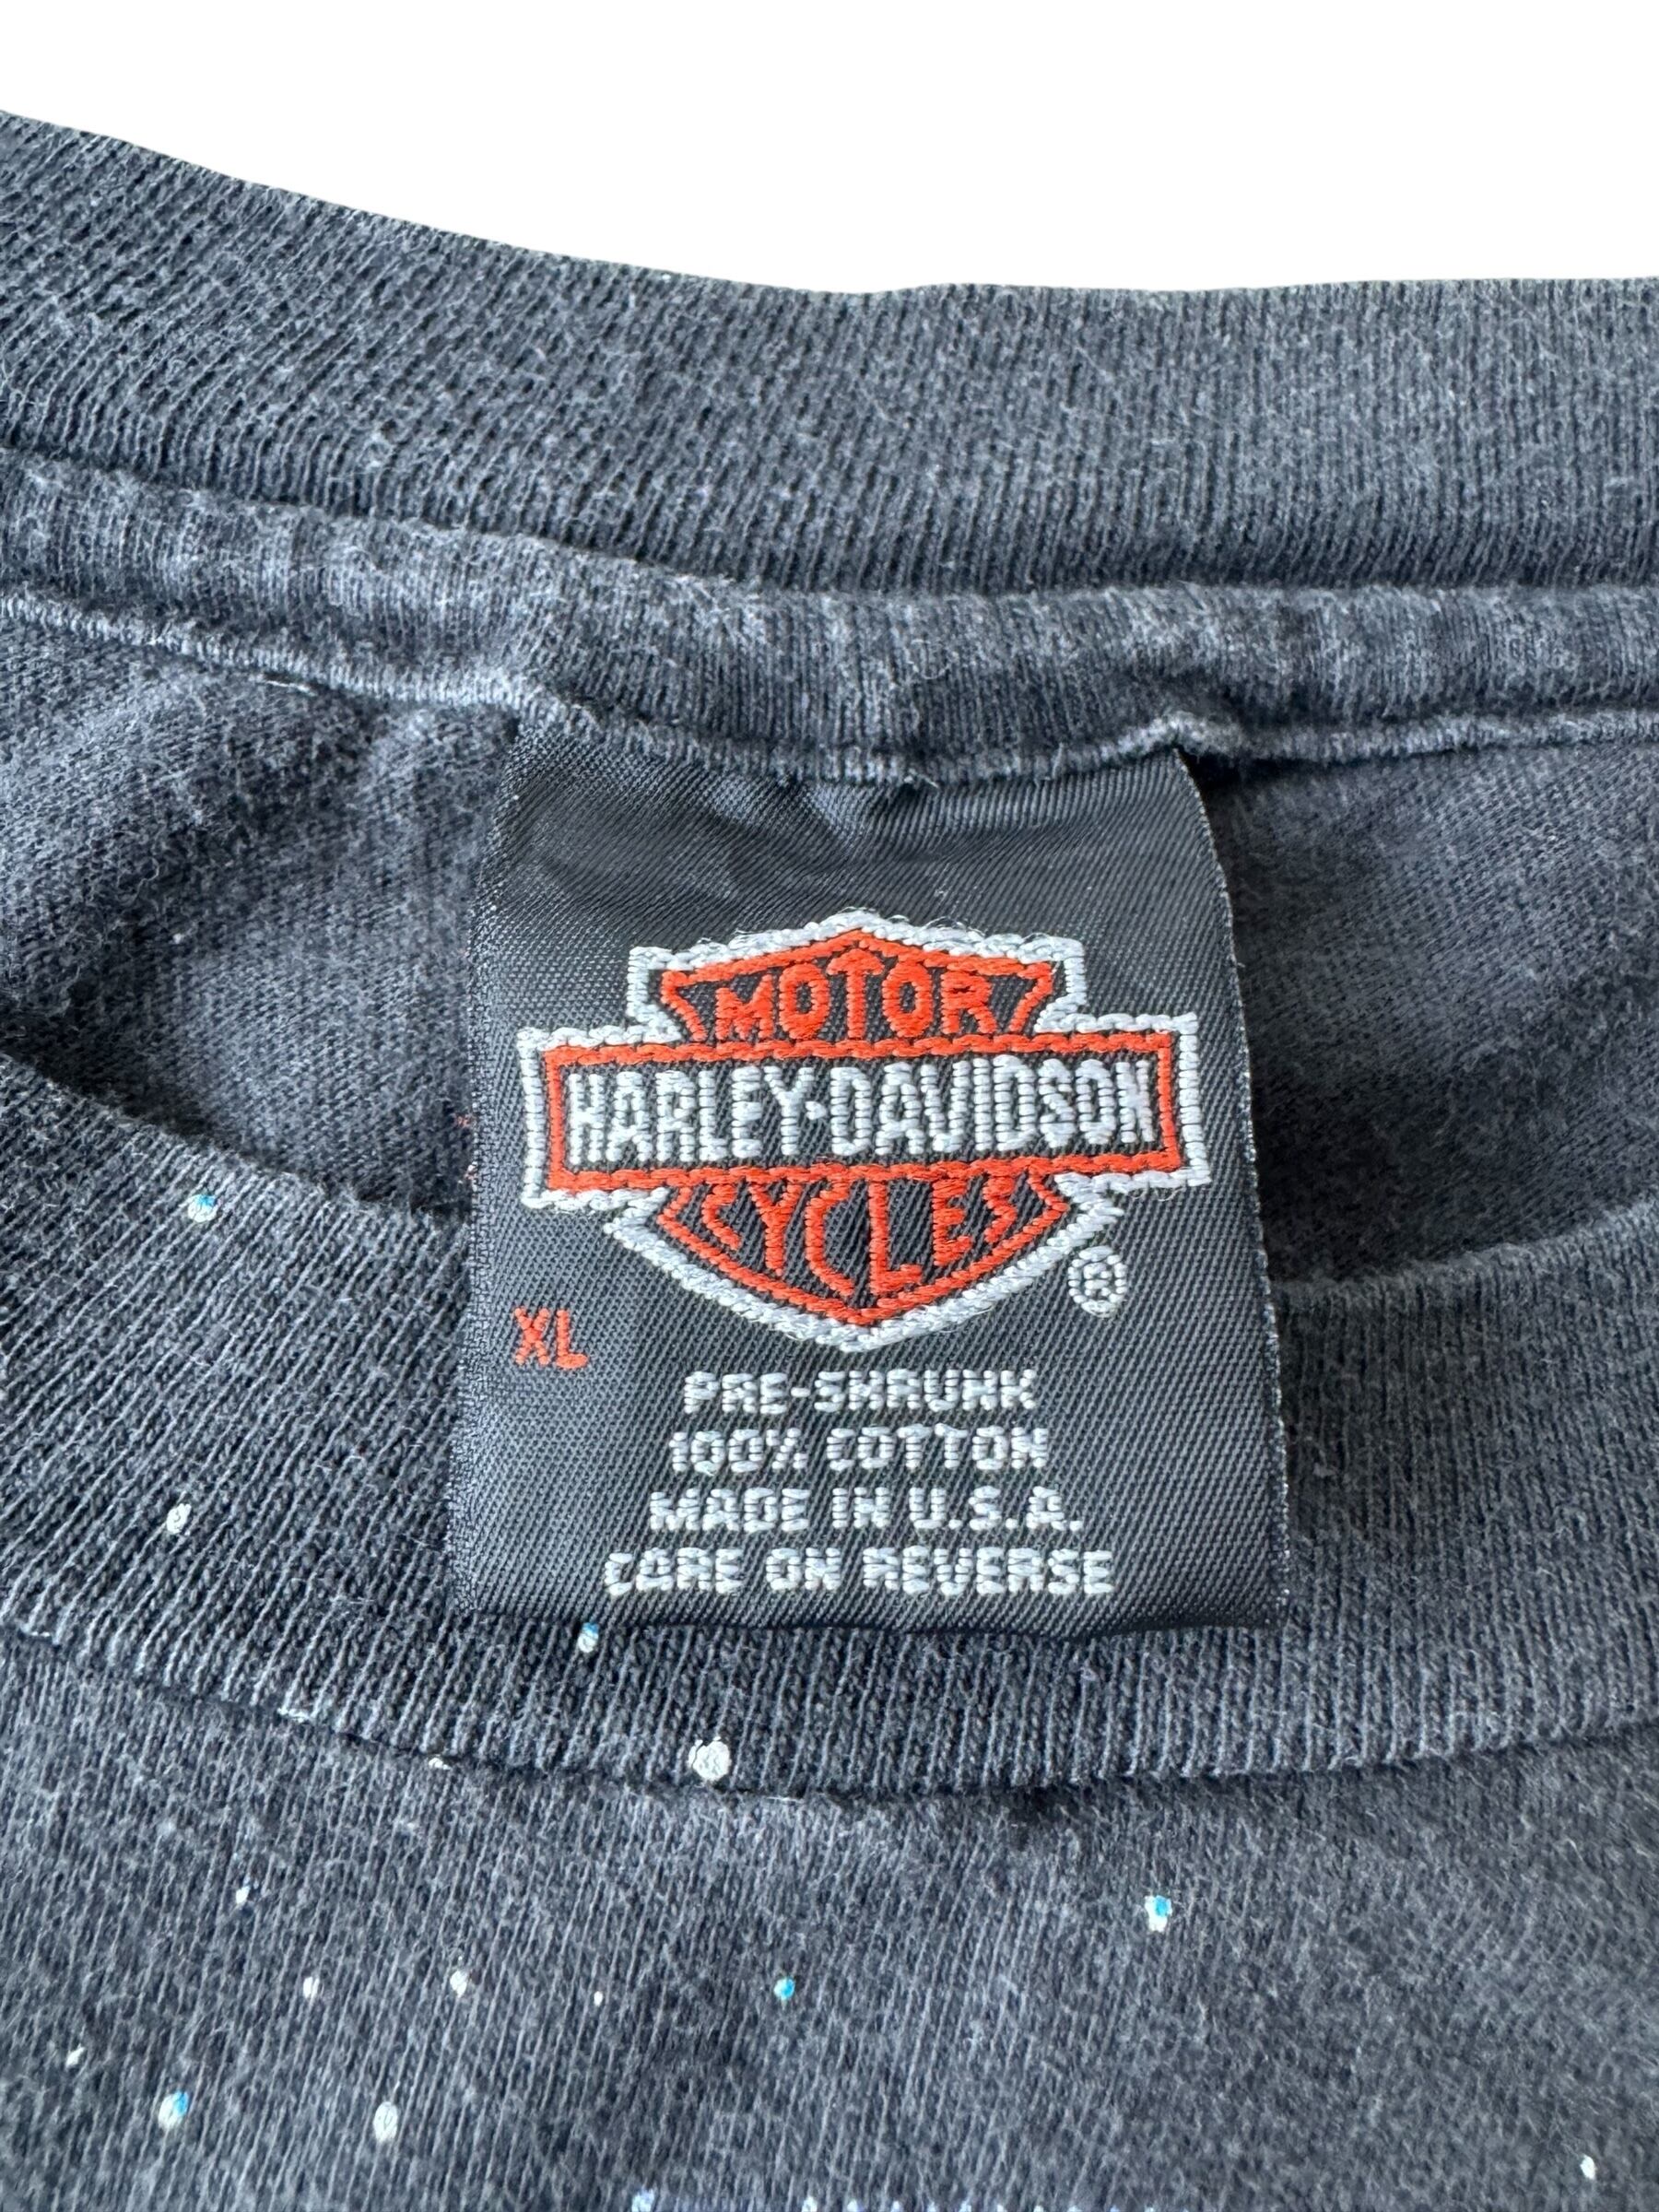 MOTOR
HARLEY-DAVIDSON
CYCLES
®
XL
PRE-SHRUNK
100% COTTON
MADE IN U.S.A.
CARE ON REVERSE